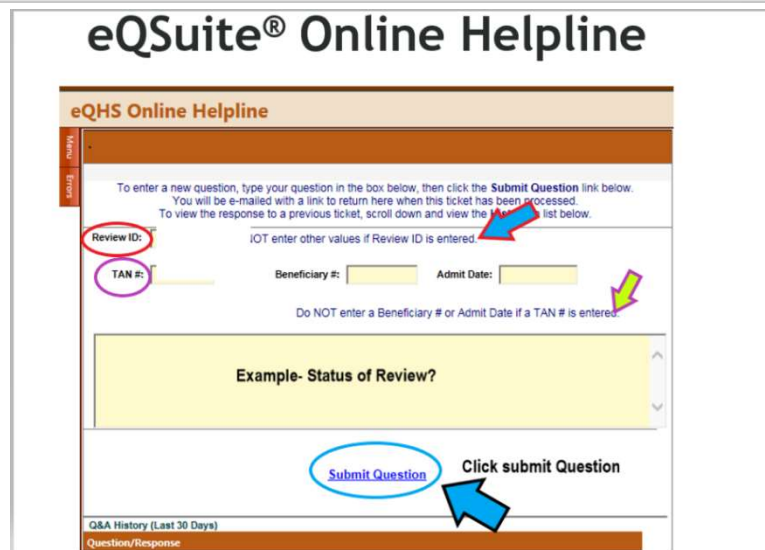 eQSuite® Online Helpline
eQHS Online Helpline
Menu
Errors
To enter a new question, type your question in the box below, then click the Submit Question link below.
You will be e-mailed with a link to return here when this ticket has been processed.
To view the response to a previous ticket, scroll down and view the list below.
Review ID: NOT enter other values if Review ID is entered.
TAN #: Beneficiary #: Admit Date:
Do NOT enter a Beneficiary # or Admit Date if a TAN # is entered.
Example- Status of Review?
Submit Question Click submit Question
Q&A History (Last 30 Days)
Question/Response